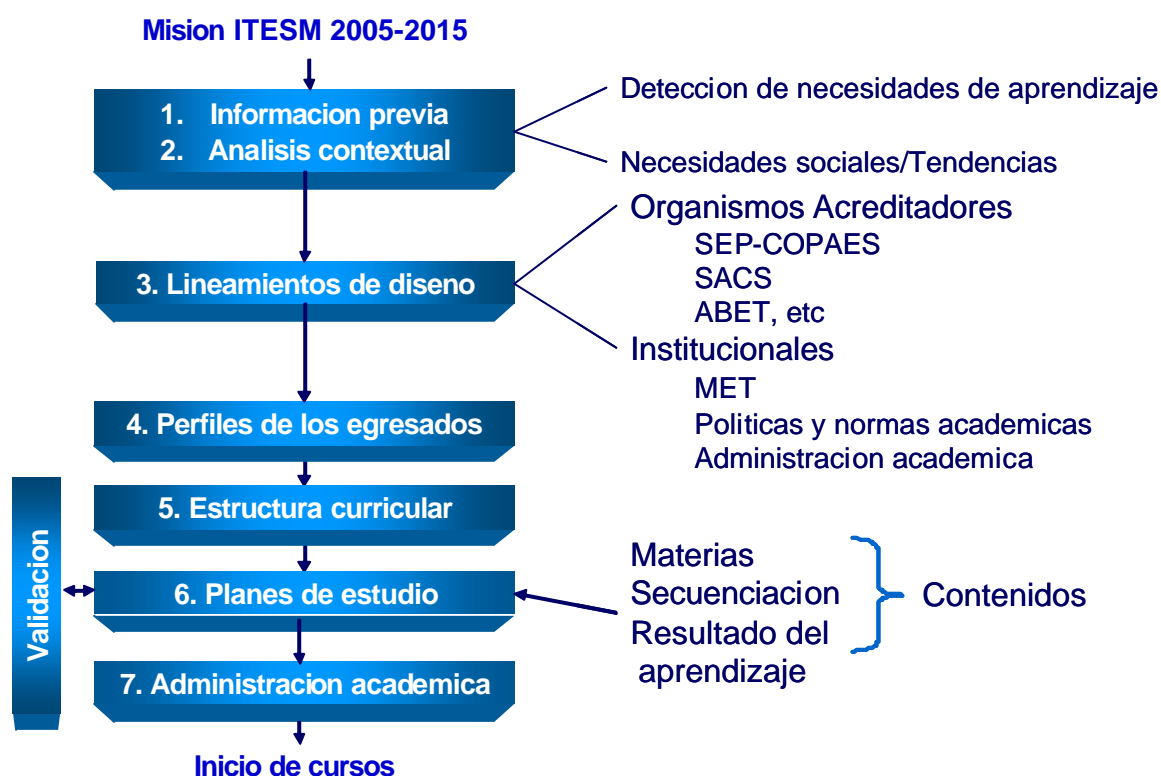 Mision ITESM 2005-2015
1. Informacion previa
2. Analisis contextual
Deteccion de necesidades de aprendizaje
Necesidades sociales/Tendencias
3. Lineamientos de diseno
Organismos Acreditadores
SEP-COPAES
SACS
ABET, etc
Institucionales
MET
Politicas y normas academicas
Administracion academica
4. Perfiles de los egresados
5. Estructura curricular
Validacion
6. Planes de estudio
Materias
Secuenciacion
Resultado del
aprendizaje
Contenidos
7. Administracion academica
Inicio de cursos